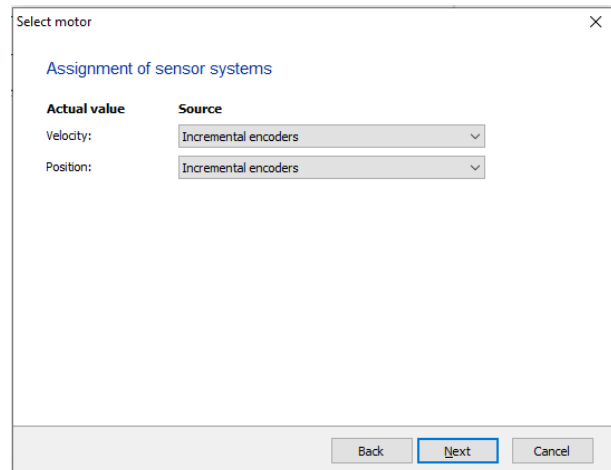 Select motor
Assignment of sensor systems
Actual value Source
Velocity: Incremental encoders
Position: Incremental encoders
Back Next Cancel